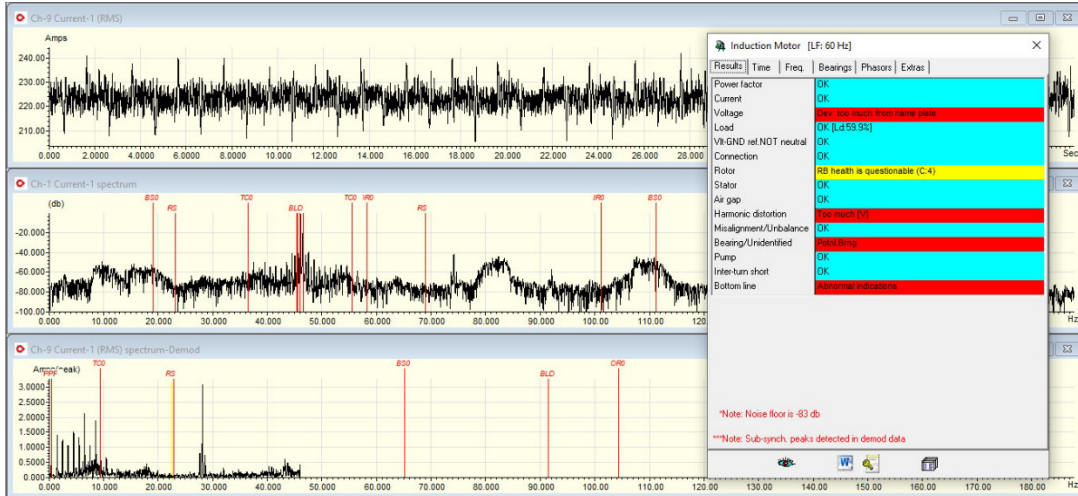 Ch-9 Current-1 (RMS)
Amps
240.00
230.00
220.00
210.00
0.000 2.0000 4.0000 6.0000 8.0000 10.000 12.000 14.000 16.000 18.000 20.000 22.000 24.000 26.000 28.000 Sec
Ch-1 Current-1 spectrum
(db)
BS0 RS TC0 BLD TC0 IR0 RS IR0 BS0
-20.000
-40.000
-60.000
-80.000
-100.00
0.000 10.000 20.000 30.000 40.000 50.000 60.000 70.000 80.000 90.000 100.00 110.00 Hz
Ch-9 Current-1 (RMS) spectrum-Demod
PPF TC0 RS BS0 BLD OR0
3.0000
2.5000
2.0000
1.5000
1.0000
0.5000
0.0000
0.000 10.000 20.000 30.000 40.000 50.000 60.000 70.000 80.000 90.000 100.00 110.00 120.00 130.00 140.00 150.00 160.00 170.00 180.00 Hz
Induction Motor [LF: 60 Hz]
Results Time Freq. Bearings Phasors Extras
Power factor OK
Current OK
Voltage Dev. too much from name plate
Load OK [Ld:59.9%]
Vlt-GND ref.NOT neutral OK
Connection OK
Rotor RB health is questionable (C:4)
Stator OK
Air gap OK
Harmonic distortion Too much [V]
Misalignment/Unbalance OK
Bearing/Unidentified Potnl.Brng
Pump OK
Inter-turn short OK
Bottom line Abnormal indications
*Note: Noise floor is -83 db
***Note: Sub-synch. peaks detected in demod data